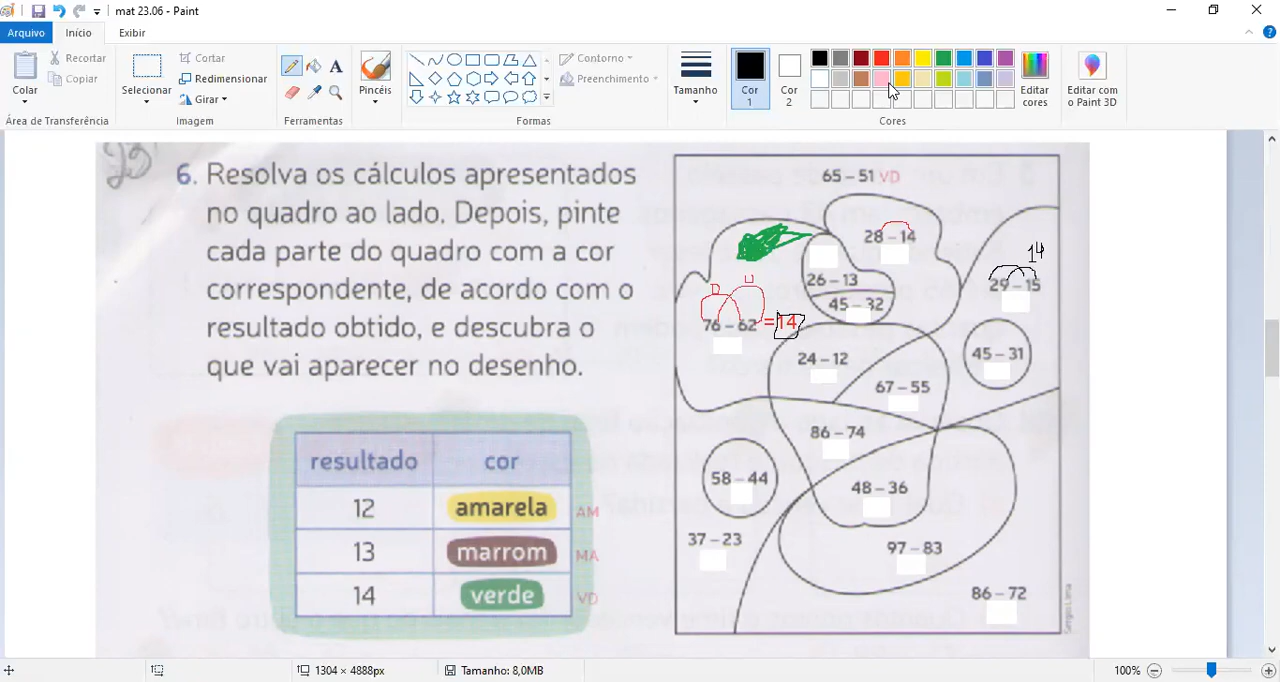 mat 23.06 - Paint
Arquivo
Início
Exibir
Colar
Recortar
Copiar
Área de Transferência
Selecionar
Cortar
Redimensionar
Girar
Imagem
A
Ferramentas
Pincéis
Contorno
Preenchimento
Formas
Tamanho
Cor 1
Cor 2
Cores
Editar cores
Editar com o Paint 3D
6. Resolva os cálculos apresentados
no quadro ao lado. Depois, pinte
cada parte do quadro com a cor
correspondente, de acordo com o
resultado obtido, e descubra o
que vai aparecer no desenho.
resultado cor
12 amarela AM
13 marrom MA
14 verde VD
65 – 51 VD
28 – 14
14
26 – 13
29 – 15
D U
45 – 32
76 – 62 = 14
45 – 31
24 – 12
67 – 55
86 – 74
58 – 44
48 – 36
37 – 23
97 – 83
86 – 72
Sergio Lima
1304 × 4888px
Tamanho: 8,0MB
100%